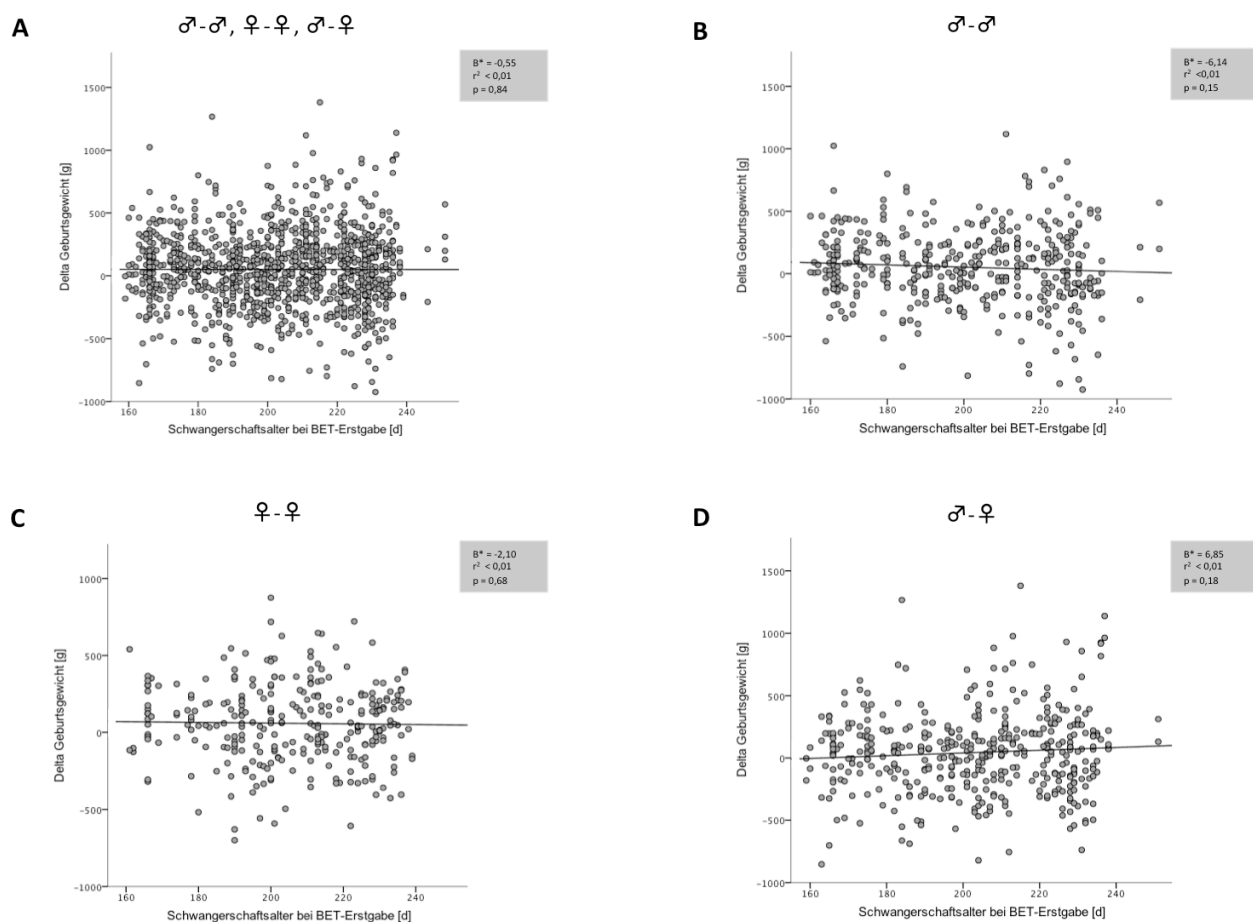 A
♂-♂, ♀-♀, ♂-♀
B* = -0,55
r² < 0,01
p = 0,84
1500
1000
500
0
−500
−1000
Delta Geburtsgewicht [g]
160 180 200 220 240
Schwangerschaftsalter bei BET-Erstgabe [d]
B
♂-♂
B* = -6,14
r² <0,01
p = 0,15
1500
1000
500
0
−500
−1000
Delta Geburtsgewicht [g]
160 180 200 220 240
Schwangerschaftsalter bei BET-Erstgabe [d]
C
♀-♀
B* = -2,10
r² < 0,01
p = 0,68
1000
500
0
−500
−1000
Delta Geburtsgewicht [g]
160 180 200 220 240
Schwangerschaftsalter bei BET-Erstgabe [d]
D
♂-♀
B* = 6,85
r² < 0,01
p = 0,18
1500
1000
500
0
−500
−1000
Delta Geburtsgewicht [g]
160 180 200 220 240
Schwangerschaftsalter bei BET-Erstgabe [d]